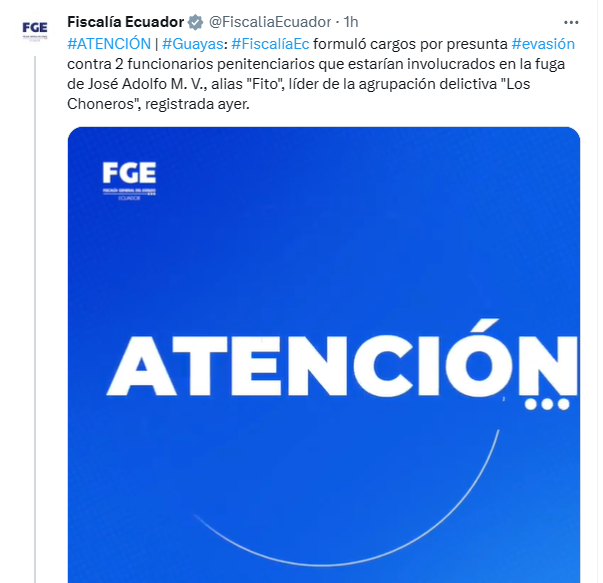 FGE
Fiscalía Ecuador @FiscaliaEcuador · 1h
#ATENCIÓN | #Guayas: #FiscalíaEc formuló cargos por presunta #evasión
contra 2 funcionarios penitenciarios que estarían involucrados en la fuga
de José Adolfo M. V., alias "Fito", líder de la agrupación delictiva "Los
Choneros", registrada ayer.
FGE
FISCALÍA GENERAL DEL ESTADO
ECUADOR
ATENCIÓN